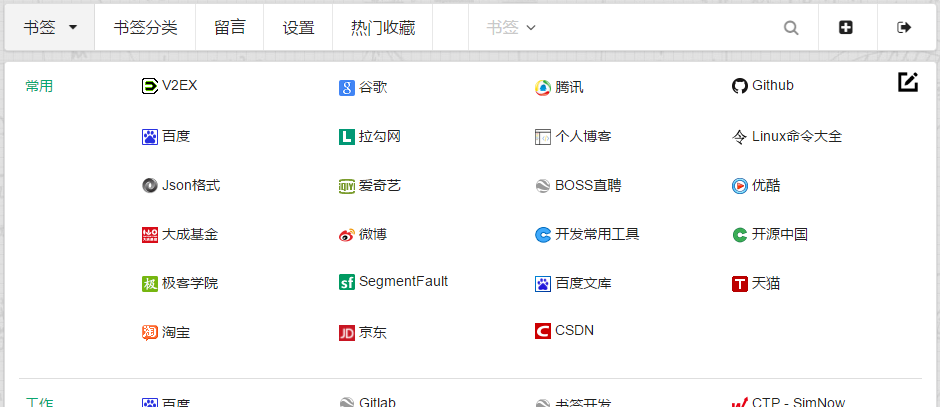 书签 书签分类 留言 设置 热门收藏 书签
常用 V2EX 谷歌 腾讯 Github
百度 拉勾网 个人博客 Linux命令大全
Json格式 爱奇艺 BOSS直聘 优酷
大成基金 微博 开发常用工具 开源中国
极客学院 SegmentFault 百度文库 天猫
淘宝 京东 CSDN
工作 百度 Gitlab 书签开发 CTP - SimNow